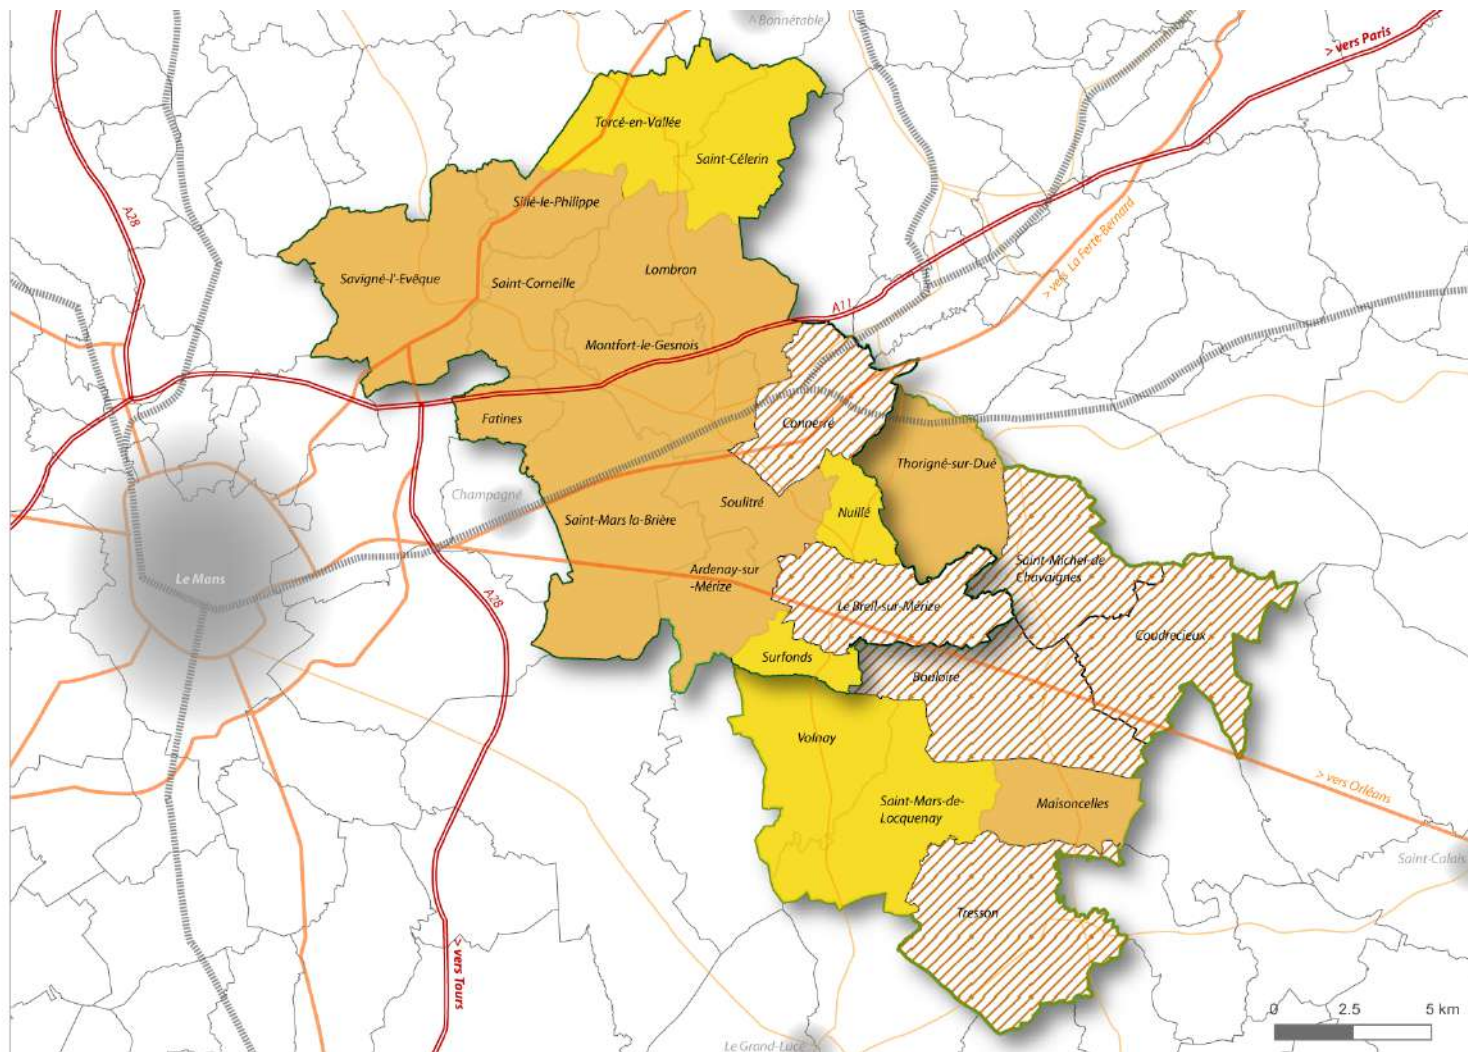 Bonnétable
> vers Paris
Torcé-en-Vallée
Saint-Célerin
A28
Sillé-le-Philippe
> vers La Ferté-Bernard
Savigné-l'Evêque
Saint-Corneille
Lombron
A11
Montfort-le-Gesnois
Fatines
Connerré
Thorigné-sur-Dué
Champagné
Soulitré
Nuillé
Saint-Mars la-Brière
Saint-Michel-de
Chavaignes
Le Mans
Ardenay-sur
-Mérize
A28
Le Breil-sur-Mérize
Coudrecieux
Surfonds
Bouloire
Volnay
> vers Orléans
Saint-Mars-de-
Locquenay
Maisoncelles
Saint-Calais
Tresson
> vers Tours
0 2.5 5 km
Le Grand-Lucé